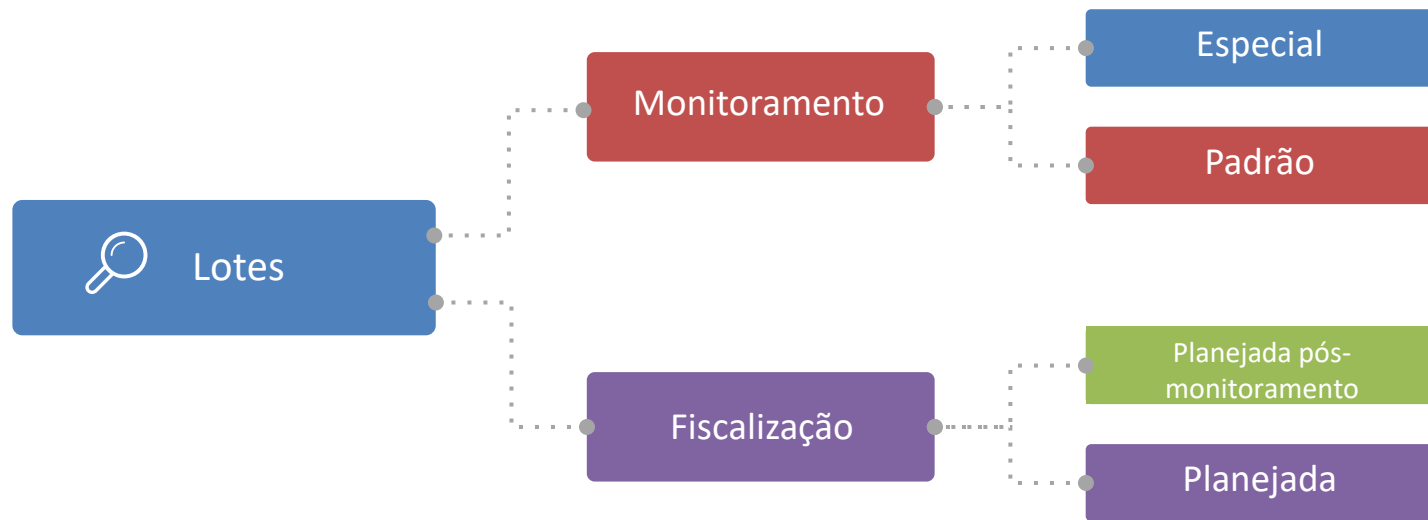 Lotes
Monitoramento
Especial
Padrão
Fiscalização
Planejada pós-
monitoramento
Planejada